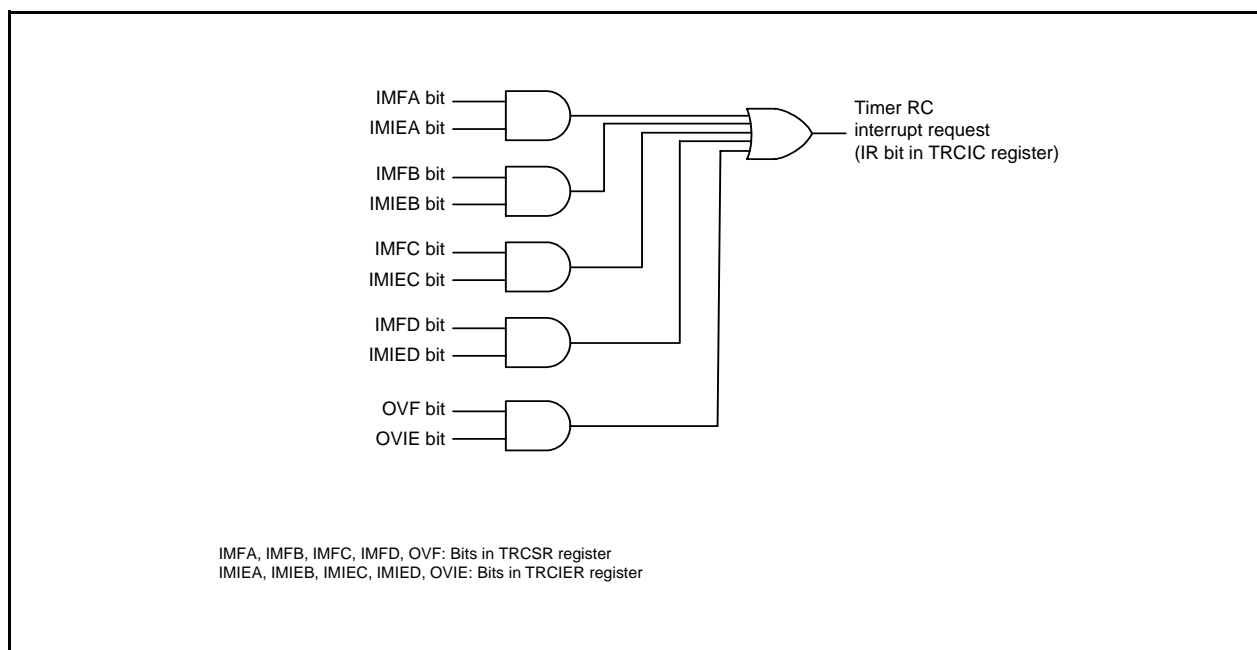 IMFA bit
IMIEA bit
IMFB bit
IMIEB bit
IMFC bit
IMIEC bit
IMFD bit
IMIED bit
OVF bit
OVIE bit
Timer RC
interrupt request
(IR bit in TRCIC register)
IMFA, IMFB, IMFC, IMFD, OVF: Bits in TRCSR register
IMIEA, IMIEB, IMIEC, IMIED, OVIE: Bits in TRCIER register